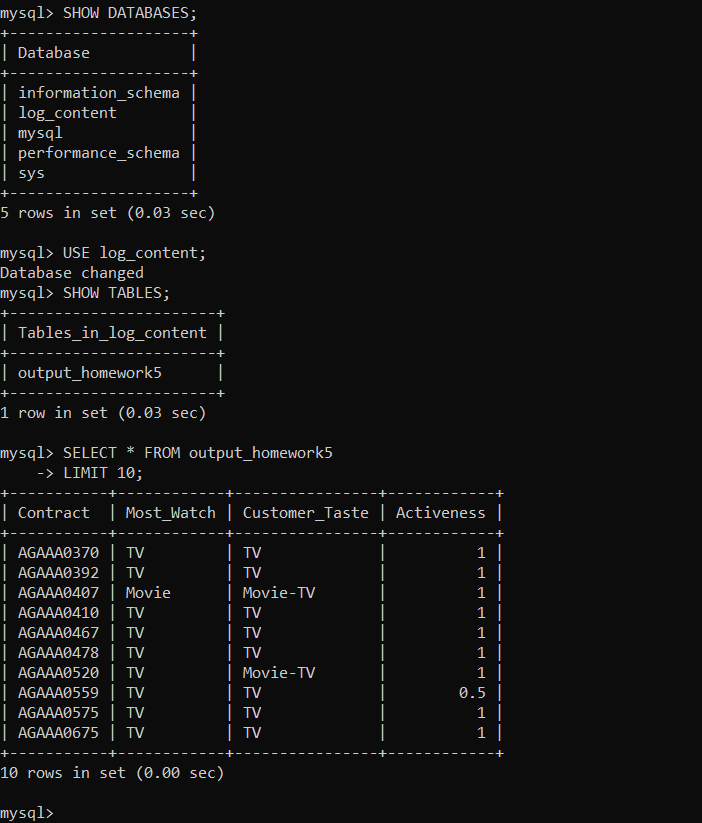 mysql> SHOW DATABASES;
+--------------------+
| Database           |
+--------------------+
| information_schema |
| log_content        |
| mysql              |
| performance_schema |
| sys                |
+--------------------+
5 rows in set (0.03 sec)

mysql> USE log_content;
Database changed
mysql> SHOW TABLES;
+-----------------------+
| Tables_in_log_content |
+-----------------------+
| output_homework5      |
+-----------------------+
1 row in set (0.03 sec)

mysql> SELECT * FROM output_homework5
    -> LIMIT 10;
+-----------+------------+----------------+------------+
| Contract  | Most_Watch | Customer_Taste | Activeness |
+-----------+------------+----------------+------------+
| AGAAA0370 | TV         | TV             |          1 |
| AGAAA0392 | TV         | TV             |          1 |
| AGAAA0407 | Movie      | Movie-TV       |          1 |
| AGAAA0410 | TV         | TV             |          1 |
| AGAAA0467 | TV         | TV             |          1 |
| AGAAA0478 | TV         | TV             |          1 |
| AGAAA0520 | TV         | Movie-TV       |          1 |
| AGAAA0559 | TV         | TV             |        0.5 |
| AGAAA0575 | TV         | TV             |          1 |
| AGAAA0675 | TV         | TV             |          1 |
+-----------+------------+----------------+------------+
10 rows in set (0.00 sec)

mysql>